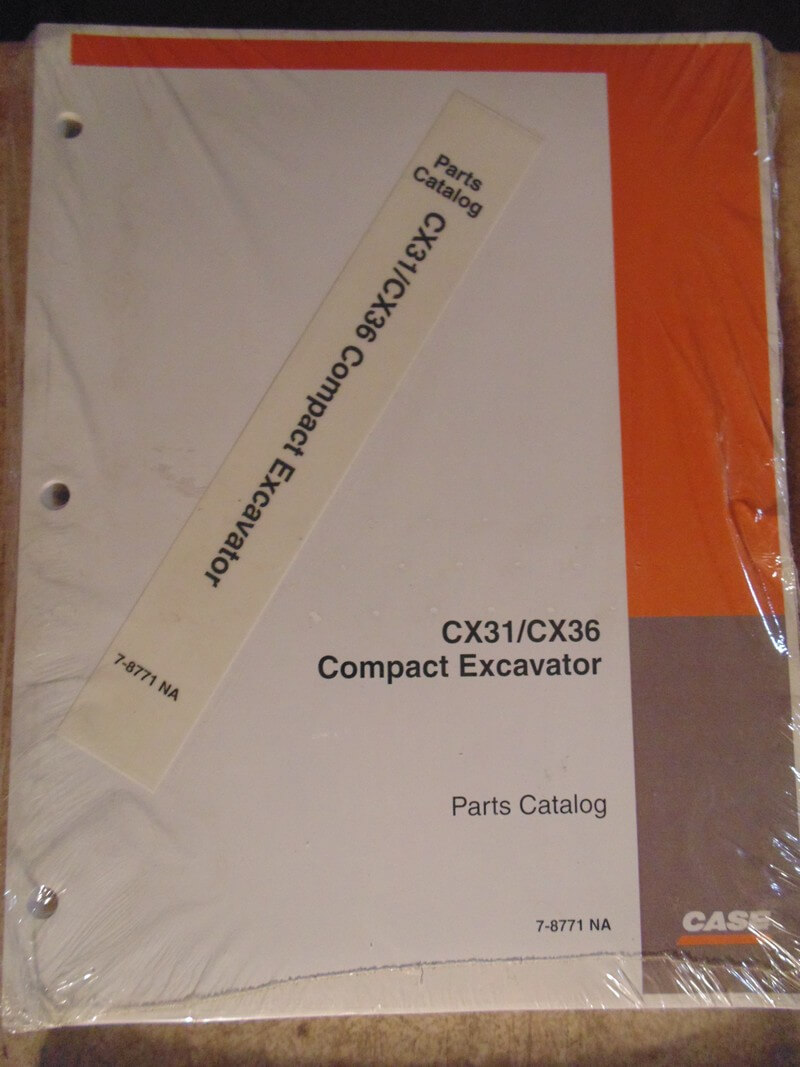 Parts
Catalog
CX31/CX36 Compact Excavator
7-8771 NA
CX31/CX36
Compact Excavator
Parts Catalog
7-8771 NA
CASE